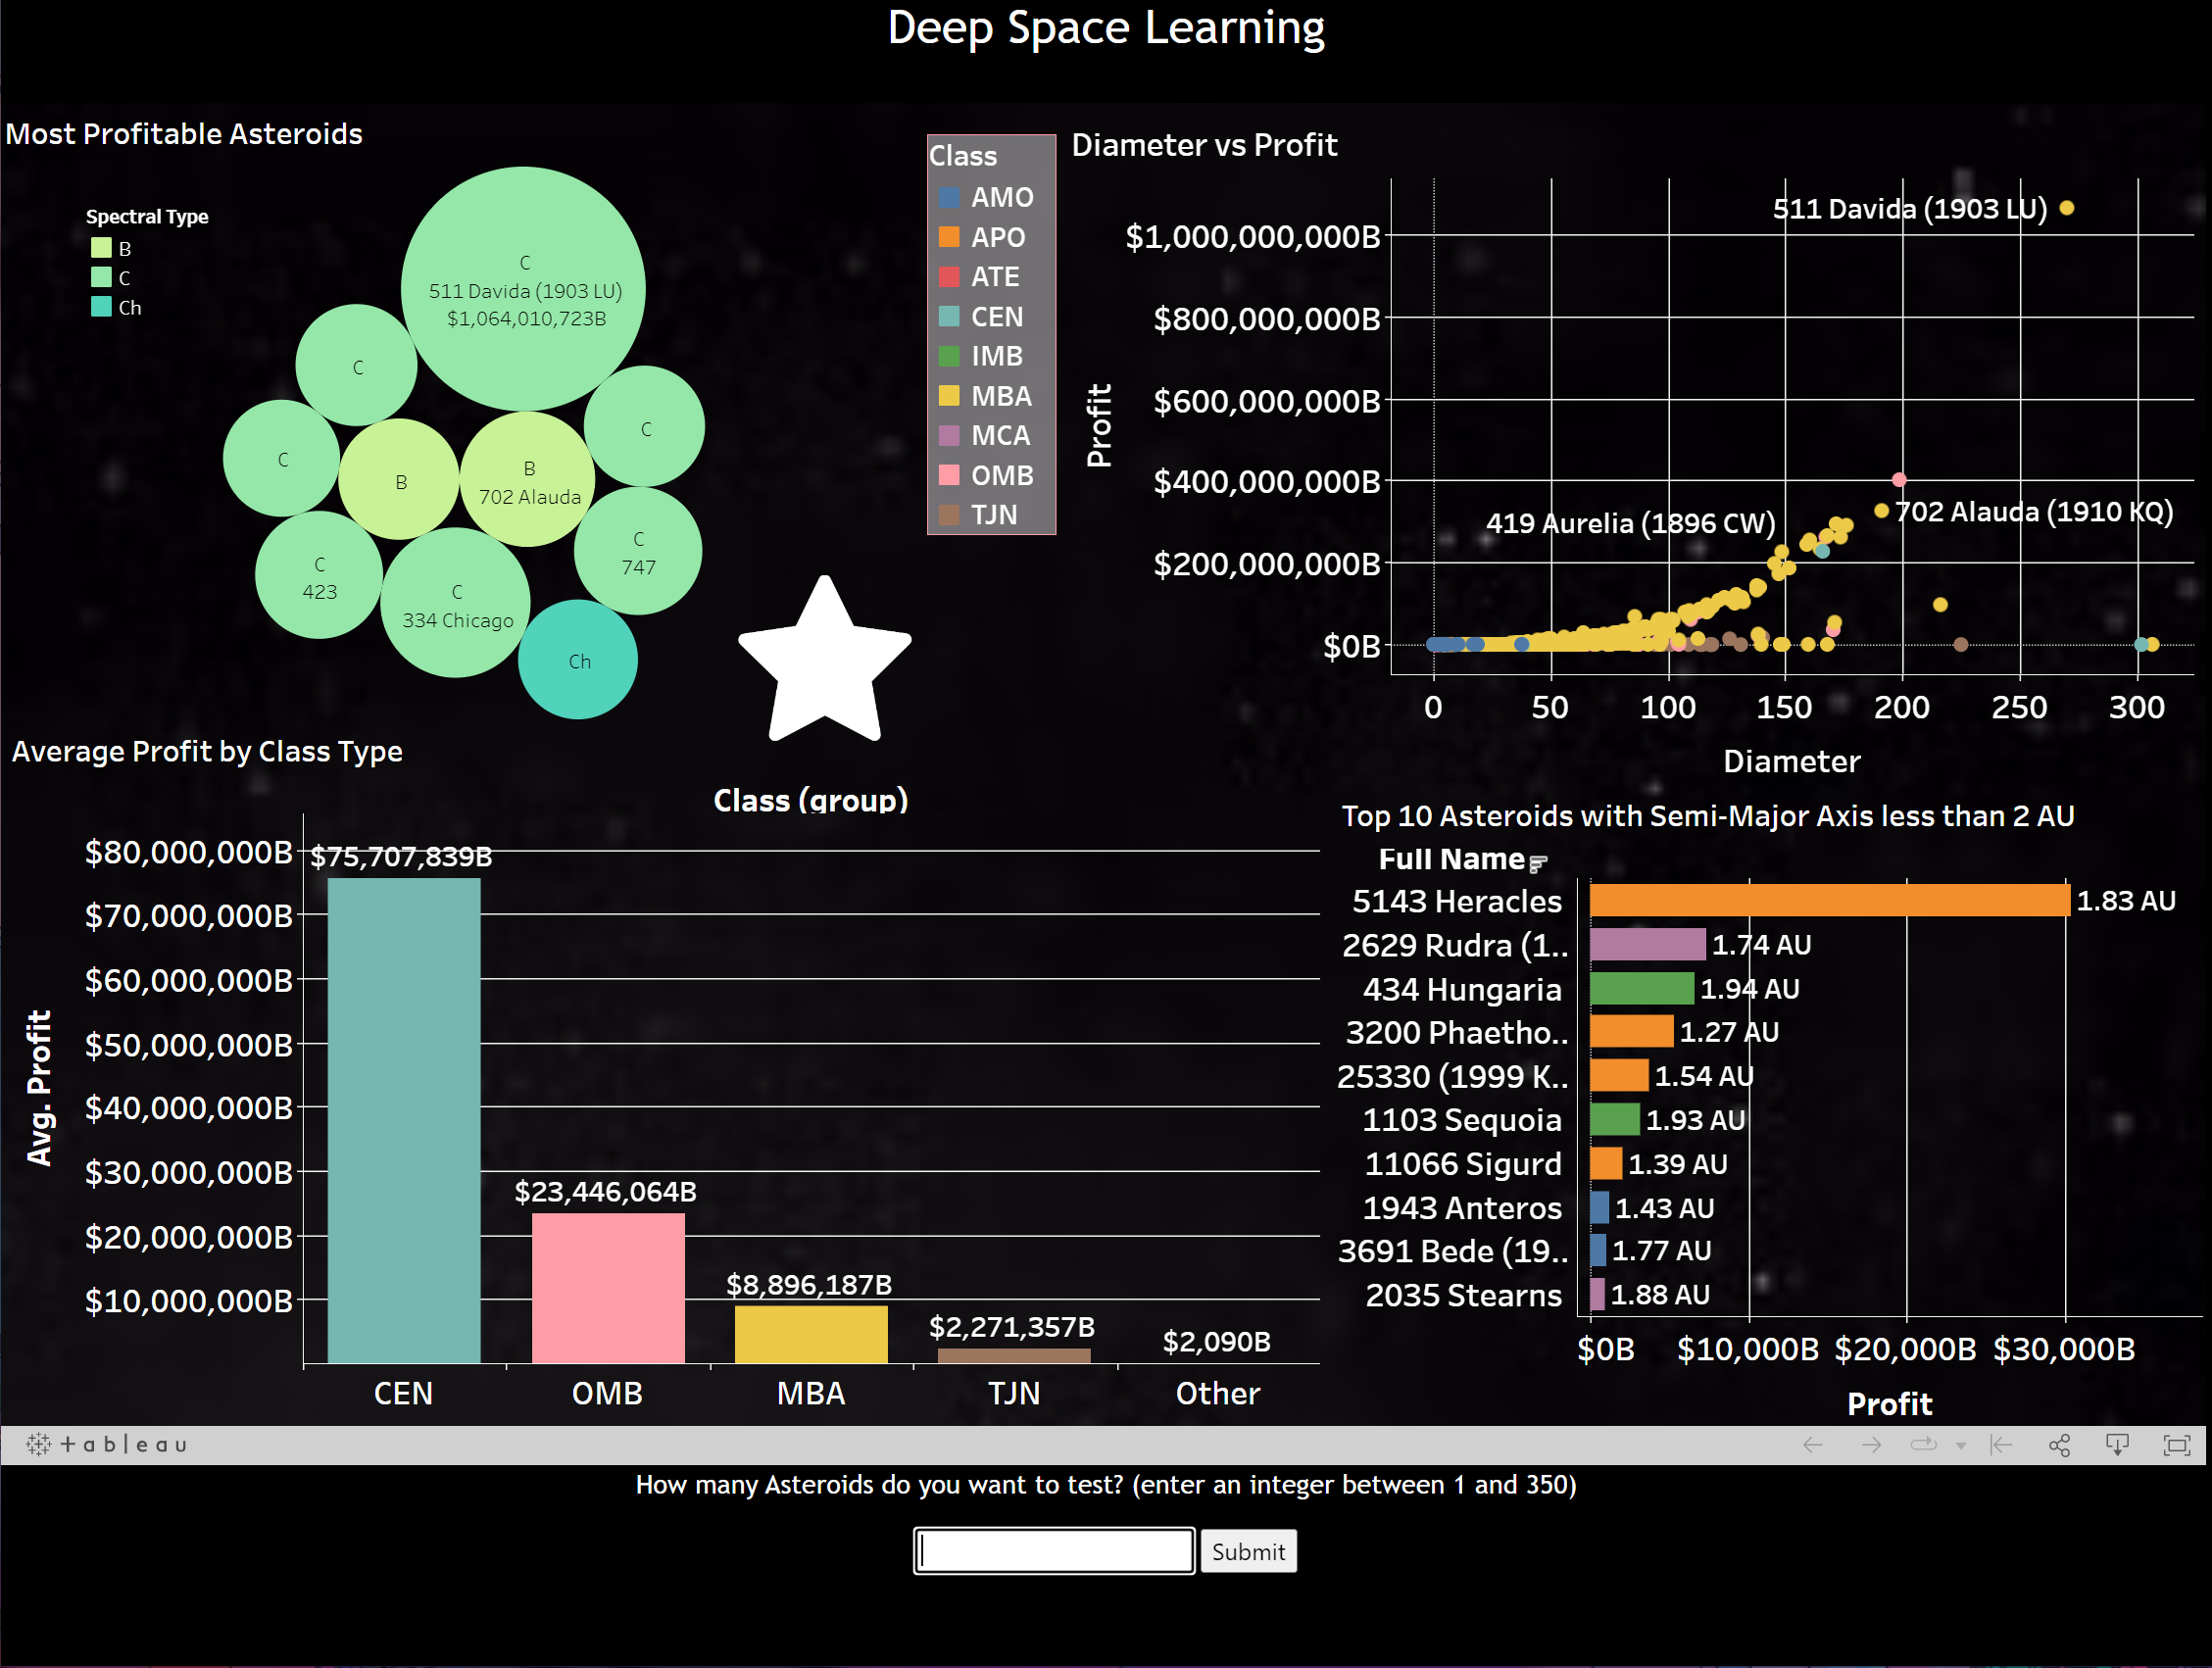 Deep Space Learning
Most Profitable Asteroids
Spectral Type
B
C
Ch
C
511 Davida (1903 LU)
$1,064,010,723B
C
C
C
B
B
702 Alauda
C
423
C
334 Chicago
C
747
Ch
Class
AMO
APO
ATE
CEN
IMB
MBA
MCA
OMB
TJN
Diameter vs Profit
Profit
$1,000,000,000B
$800,000,000B
$600,000,000B
$400,000,000B
$200,000,000B
$0B
511 Davida (1903 LU)
419 Aurelia (1896 CW)
702 Alauda (1910 KQ)
0 50 100 150 200 250 300
Diameter
Average Profit by Class Type
Class (group)
Avg. Profit
$80,000,000B
$70,000,000B
$60,000,000B
$50,000,000B
$40,000,000B
$30,000,000B
$20,000,000B
$10,000,000B
$75,707,839B
$23,446,064B
$8,896,187B
$2,271,357B
$2,090B
CEN OMB MBA TJN Other
Top 10 Asteroids with Semi-Major Axis less than 2 AU
Full Name
5143 Heracles 1.83 AU
2629 Rudra (1.. 1.74 AU
434 Hungaria 1.94 AU
3200 Phaetho.. 1.27 AU
25330 (1999 K.. 1.54 AU
1103 Sequoia 1.93 AU
11066 Sigurd 1.39 AU
1943 Anteros 1.43 AU
3691 Bede (19.. 1.77 AU
2035 Stearns 1.88 AU
$0B $10,000B $20,000B $30,000B
Profit
+ableau
How many Asteroids do you want to test? (enter an integer between 1 and 350)
Submit